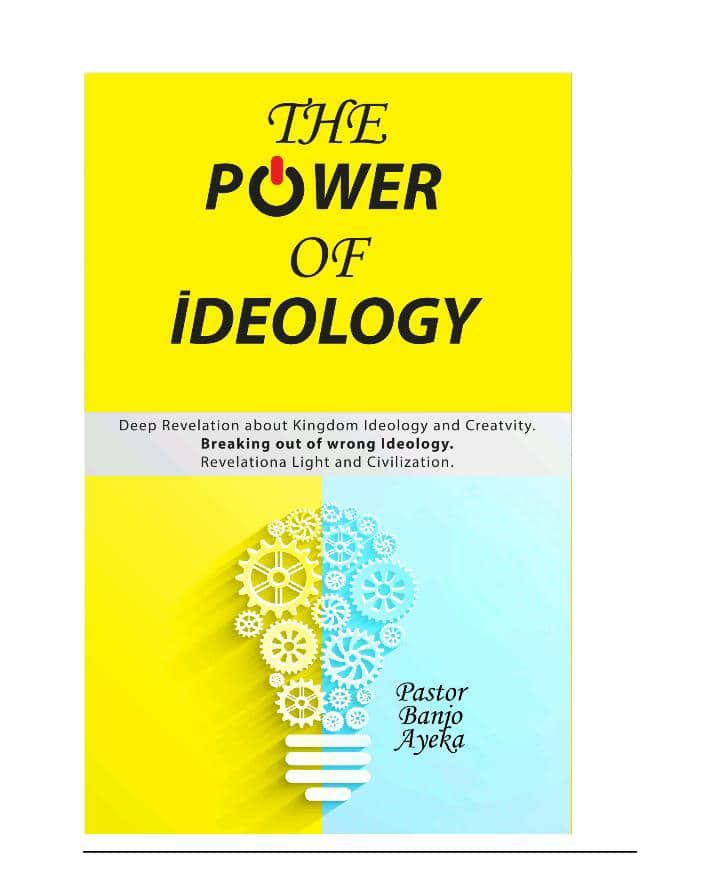 THE
POWER
OF
İDEOLOGY
Deep Revelation about Kingdom Ideology and Creatvity.
Breaking out of wrong Ideology.
Revelationa Light and Civilization.
Pastor
Banjo
Ayeka